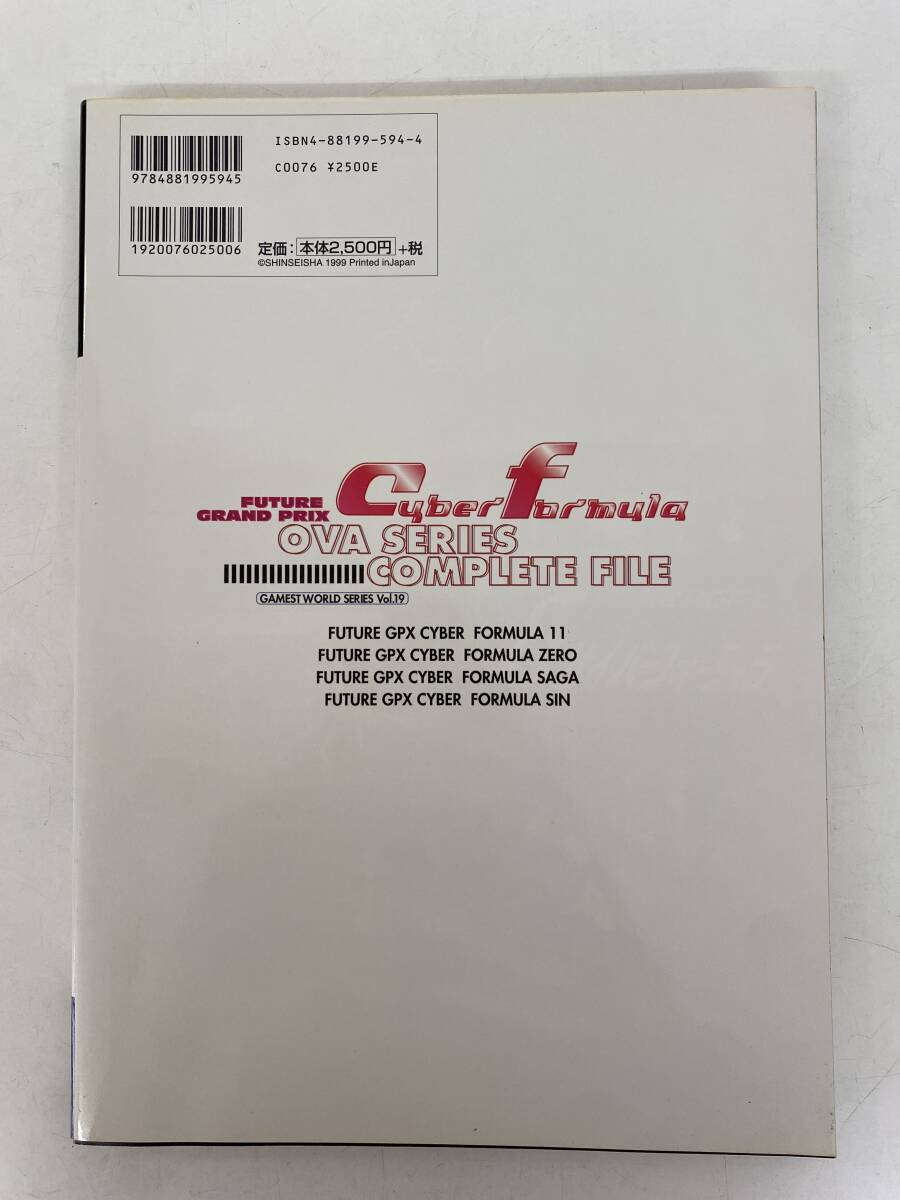 ISBN4-88199-594-4
9784881995945
C0076 ¥2500E
1920076025006
定価：本体2,500円+税
©SHINSEISHA 1999 Printed inJapan
FUTURE
GRAND PRIX
Cyber Formula
OVA SERIES
COMPLETE FILE
GAMEST WORLD SERIES Vol.19
FUTURE GPX CYBER FORMULA 11
FUTURE GPX CYBER FORMULA ZERO
FUTURE GPX CYBER FORMULA SAGA
FUTURE GPX CYBER FORMULA SIN